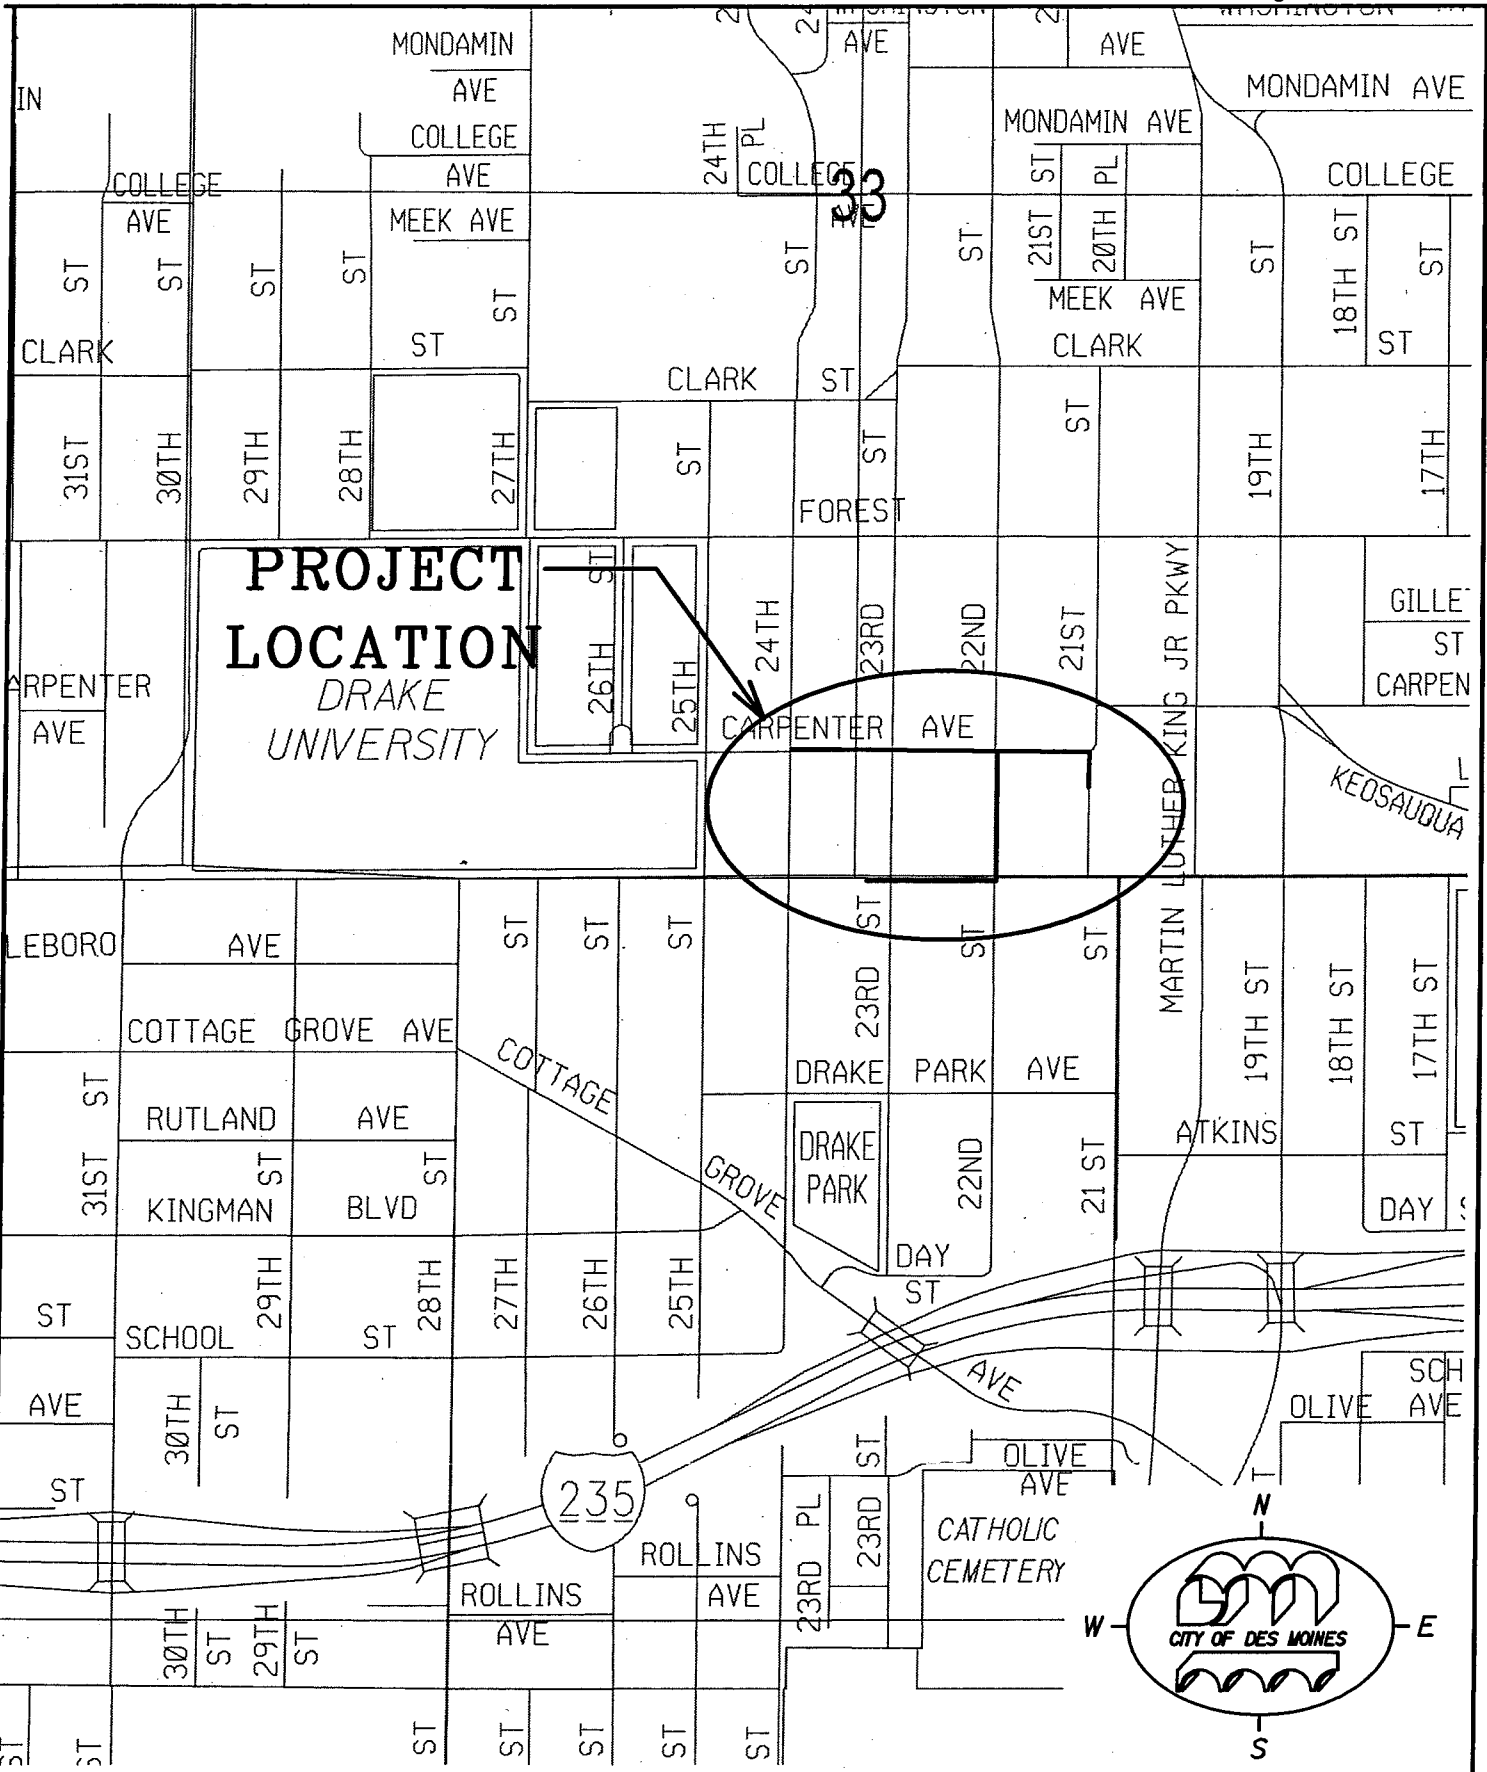 MONDAMIN
AVE
AVE
AVE
MONDAMIN AVE
IN
COLLEGE
AVE
24TH
PL
MONDAMIN AVE
COLLEGE
33
21ST ST
20TH PL
COLLEGE
COLLEGE
AVE
MEEK AVE
ST
ST
ST
ST
ST
ST
ST
MEEK AVE
ST
18TH ST
ST
CLARK
ST
CLARK
ST
CLARK
ST
31ST
30TH
29TH
28TH
27TH
ST
ST
ST
19TH
17TH
FOREST
PROJECT
LOCATION
DRAKE
UNIVERSITY
ST
26TH
25TH
24TH
23RD
22ND
21ST
MARTIN LUTHER KING JR PKWY
ST
CARPENTER AVE
AVE
KEOSAUQUA
AVE
ST
ST
ST
ST
ST
ST
COTTAGE GROVE AVE
COTTAGE
GROVE
23RD
19TH ST
18TH ST
17TH ST
DRAKE PARK AVE
31ST ST
RUTLAND AVE
ST
ST
DRAKE
PARK
22ND
21 ST
ATKINS ST
KINGMAN BLVD
DAY
DAY
ST
ST
SCHOOL ST
29TH
28TH
27TH
26TH
25TH
AVE
30TH
ST
AVE
OLIVE AVE
ST
235
ST
OLIVE
AVE
23RD PL
23RD
CATHOLIC
CEMETERY
ROLLINS
AVE
ROLLINS
AVE
30TH
ST
29TH
ST
ST
ST
ST
ST
ST
N
W
E
S
CITY OF DES MOINES